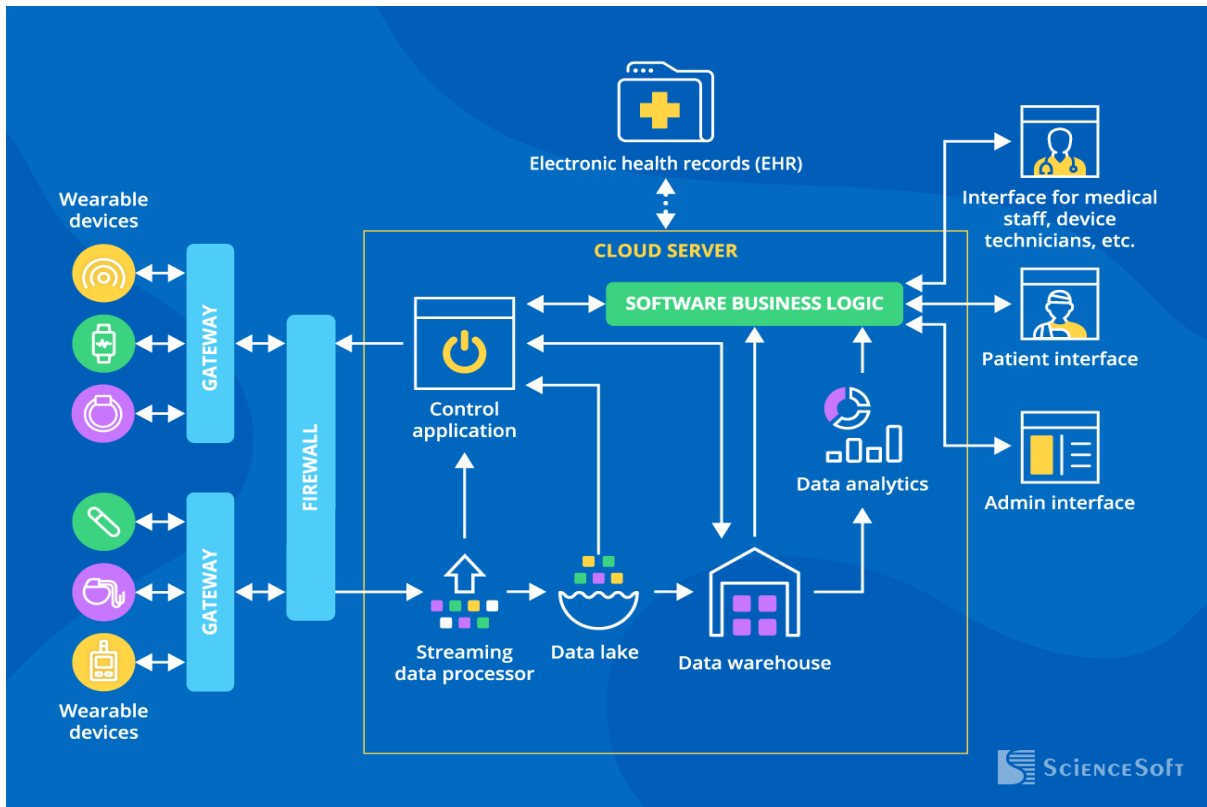 Electronic health records (EHR)
Wearable
devices
GATEWAY
FIREWALL
GATEWAY
Wearable
devices
CLOUD SERVER
SOFTWARE BUSINESS LOGIC
Control
application
Data analytics
Streaming
data processor
Data lake
Data warehouse
Interface for medical
staff, device
technicians, etc.
Patient interface
Admin interface
ScienceSoft